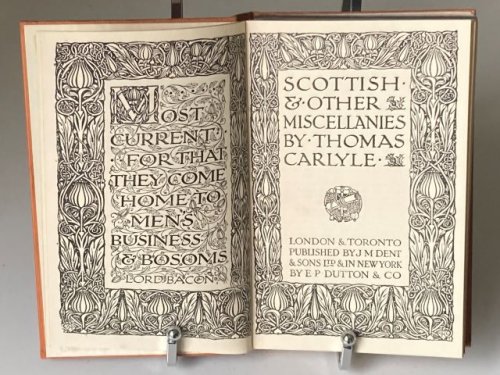 MOST
CURRENT
FOR THAT
THEY COME
HOME TO
MEN'S
BUSINESS
& BOSOMS
LORD BACON
SCOTTISH
& OTHER
MISCELLANIES
BY THOMAS
CARLYLE
LONDON & TORONTO
PUBLISHED BY J M DENT
& SONS LTD & IN NEW YORK
BY E P DUTTON & CO